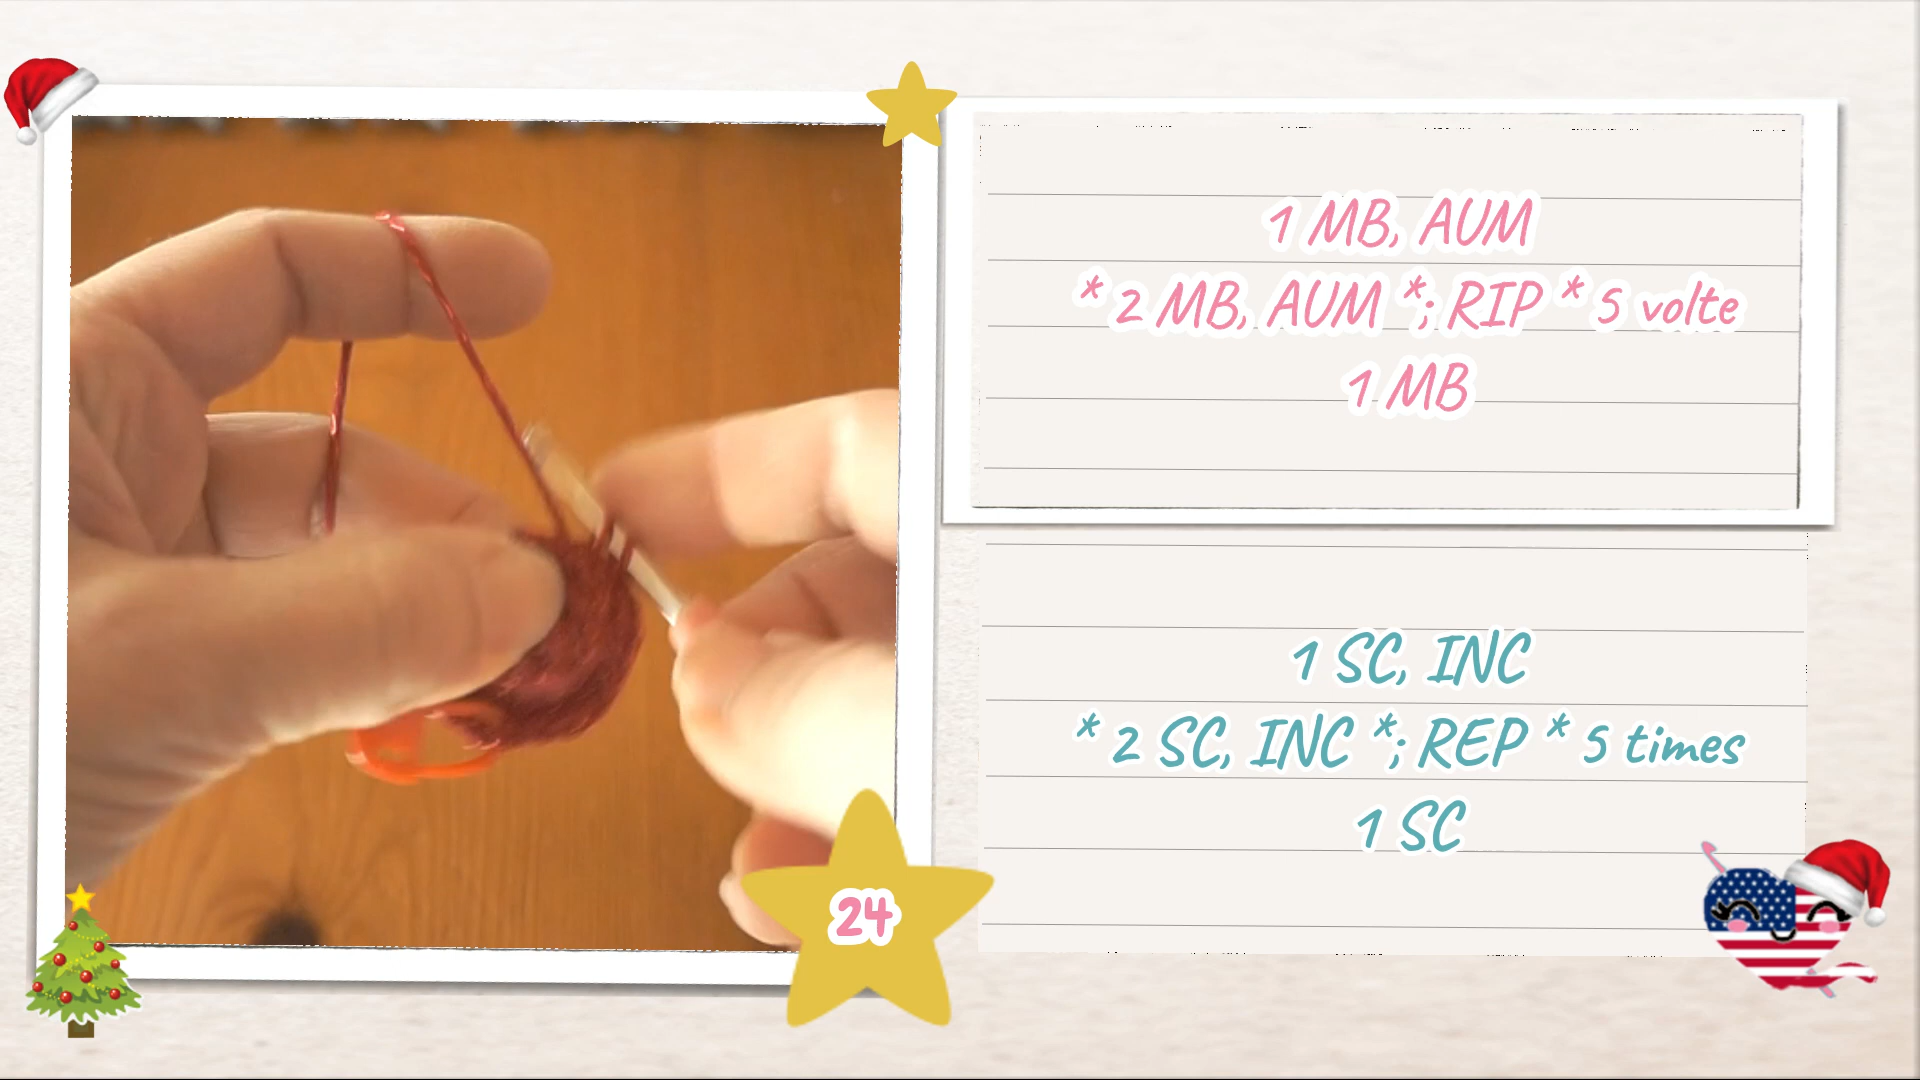 1 MB, AUM
* 2 MB, AUM *; RIP * 5 volte
1 MB
1 SC, INC
* 2 SC, INC *; REP * 5 times
1 SC
24